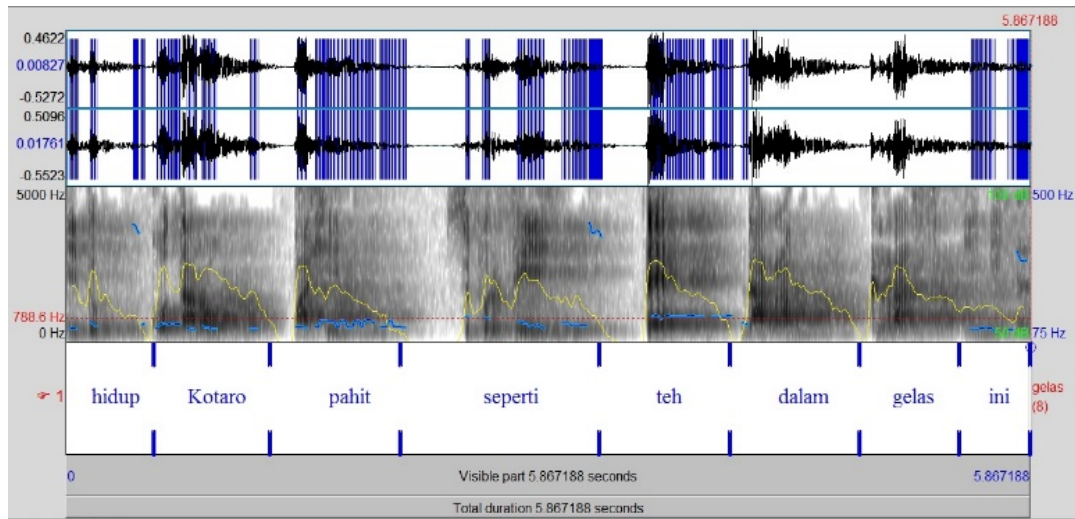 5.867188
0.4622
0.00827
-0.5272
0.5096
0.01761
-0.5523
5000 Hz 500 Hz
788.6 Hz
0 Hz 75 Hz
1 hidup Kotaro pahit seperti teh dalam gelas ini gelas
(8)
0 Visible part 5.867188 seconds 5.867188
Total duration 5.867188 seconds